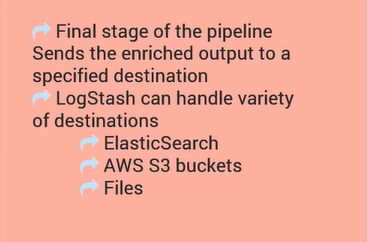 Final stage of the pipeline
Sends the enriched output to a
specified destination
LogStash can handle variety
of destinations
ElasticSearch
AWS S3 buckets
Files